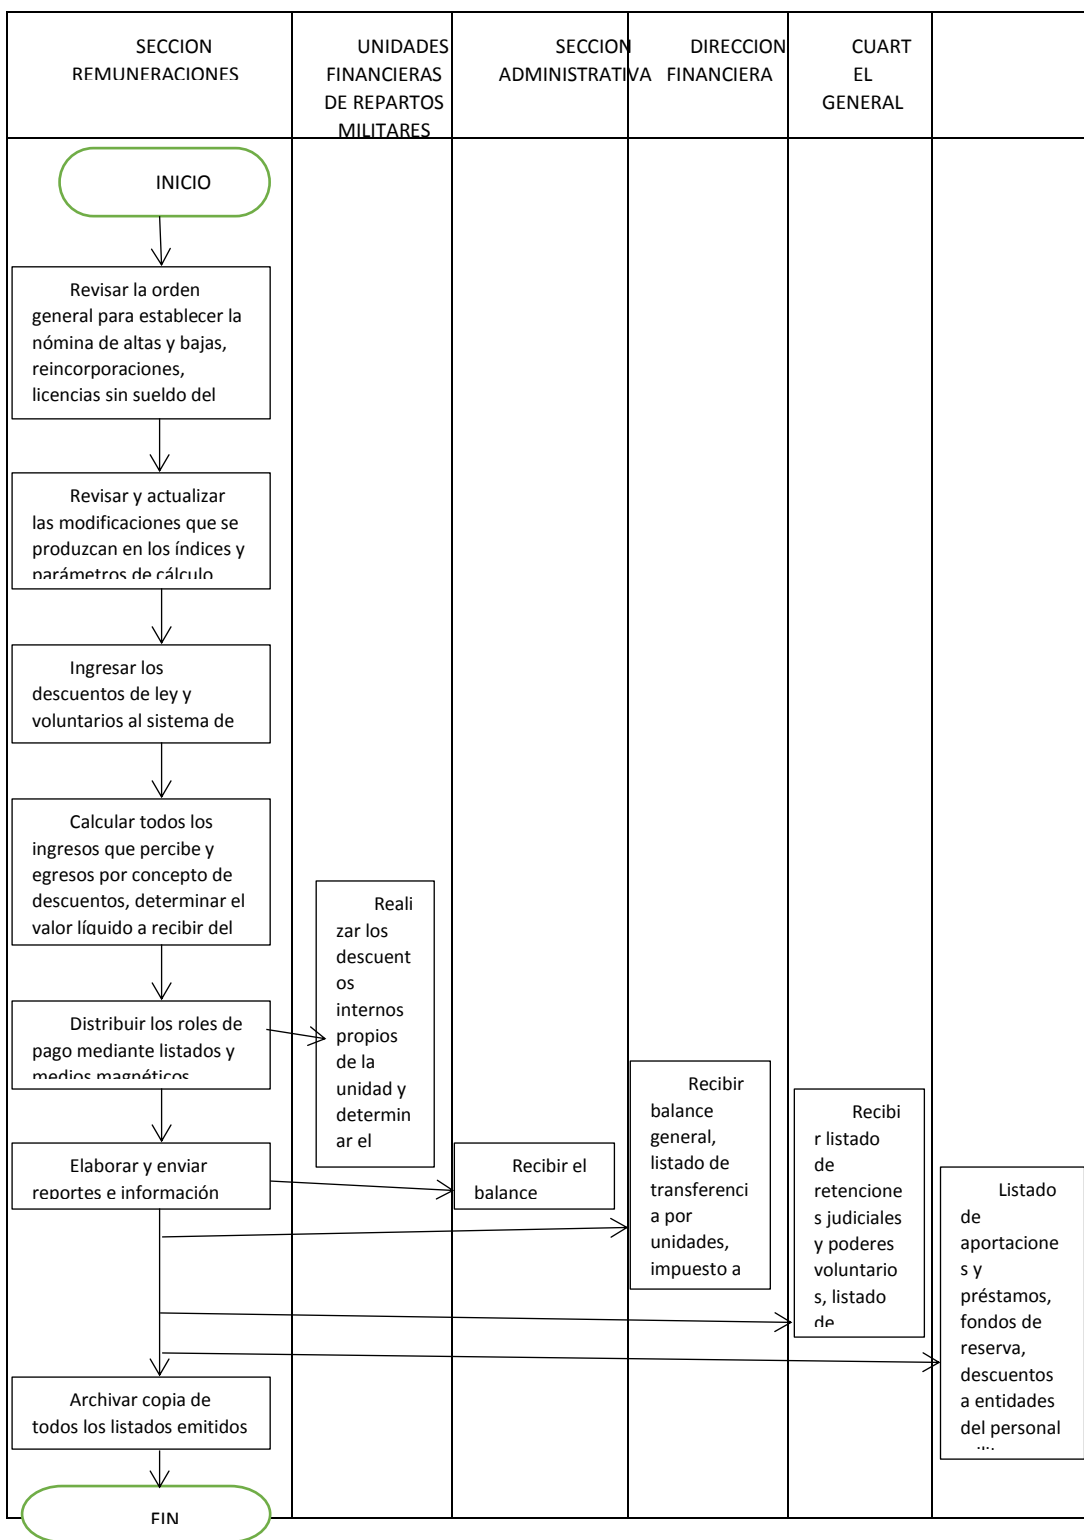 SECCION
REMUNERACIONES
UNIDADES
FINANCIERAS
DE REPARTOS
MILITARES
SECCION
ADMINISTRATIVA
DIRECCION
FINANCIERA
CUART
EL
GENERAL
INICIO
Revisar la orden
general para establecer la
nómina de altas y bajas,
reincorporaciones,
licencias sin sueldo del
Revisar y actualizar
las modificaciones que se
produzcan en los índices y
parámetros de cálculo
Ingresar los
descuentos de ley y
voluntarios al sistema de
Calcular todos los
ingresos que percibe y
egresos por concepto de
descuentos, determinar el
valor líquido a recibir del
Distribuir los roles de
pago mediante listados y
medios magnéticos
Elaborar y enviar
reportes e información
Archivar copia de
todos los listados emitidos
FIN
Reali
zar los
descuent
os
internos
propios
de la
unidad y
determin
ar el
Recibir el
balance
Recibir
balance
general,
listado de
transferenci
a por
unidades,
impuesto a
Recibi
r listado
de
retencione
s judiciales
y poderes
voluntario
s, listado
de
Listado
de
aportacione
s y
préstamos,
fondos de
reserva,
descuentos
a entidades
del personal